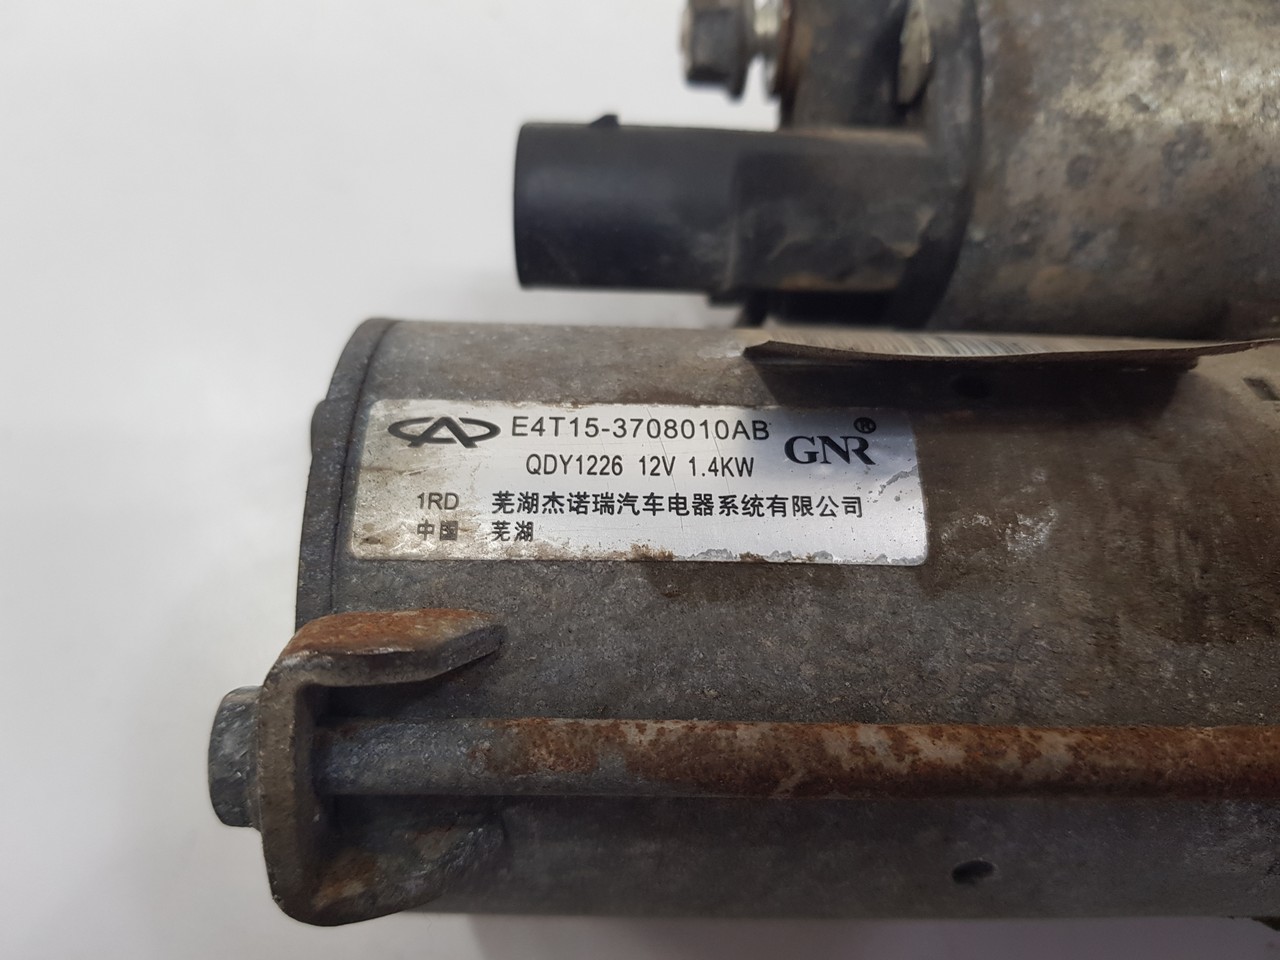 E4T15-3708010AB GNR®
QDY1226 12V 1.4KW
1RD 芜湖杰诺瑞汽车电器系统有限公司
中国 芜湖